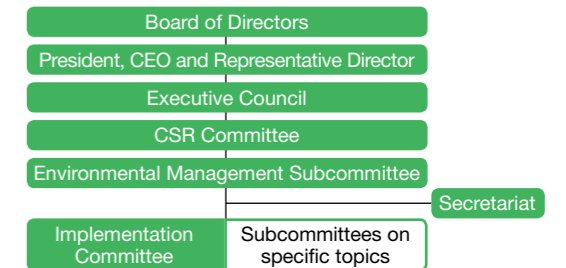 Board of Directors
President, CEO and Representative Director
Executive Council
CSR Committee
Environmental Management Subcommittee
Secretariat
Implementation
Committee
Subcommittees on
specific topics